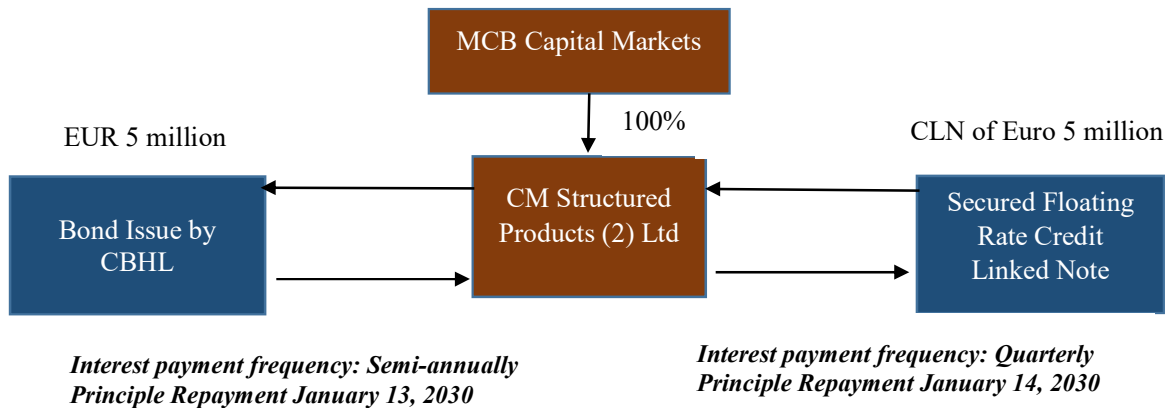 MCB Capital Markets
100%
EUR 5 million
CLN of Euro 5 million
Bond Issue by
CBHL
CM Structured
Products (2) Ltd
Secured Floating
Rate Credit
Linked Note
Interest payment frequency: Semi-annually
Principle Repayment January 13, 2030
Interest payment frequency: Quarterly
Principle Repayment January 14, 2030